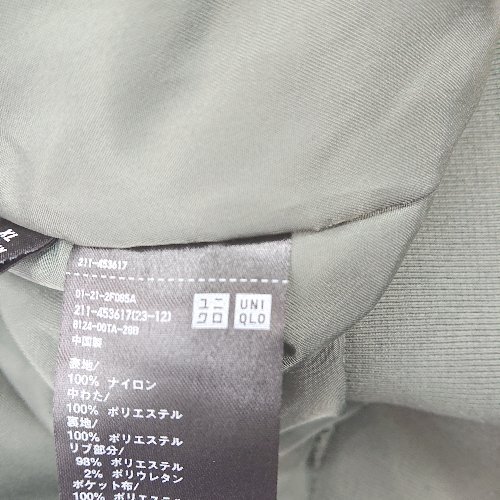 XL
211-453617
01-21-2F085A
211-453617(23-12)
0124-00TA-20B
中国製
ユニクロ
UNIQLO
表地/
100% ナイロン
中わた/
100% ポリエステル
裏地/
100% ポリエステル
リブ部分/
98% ポリエステル
2% ポリウレタン
ポケット布/
100% ポリエステル